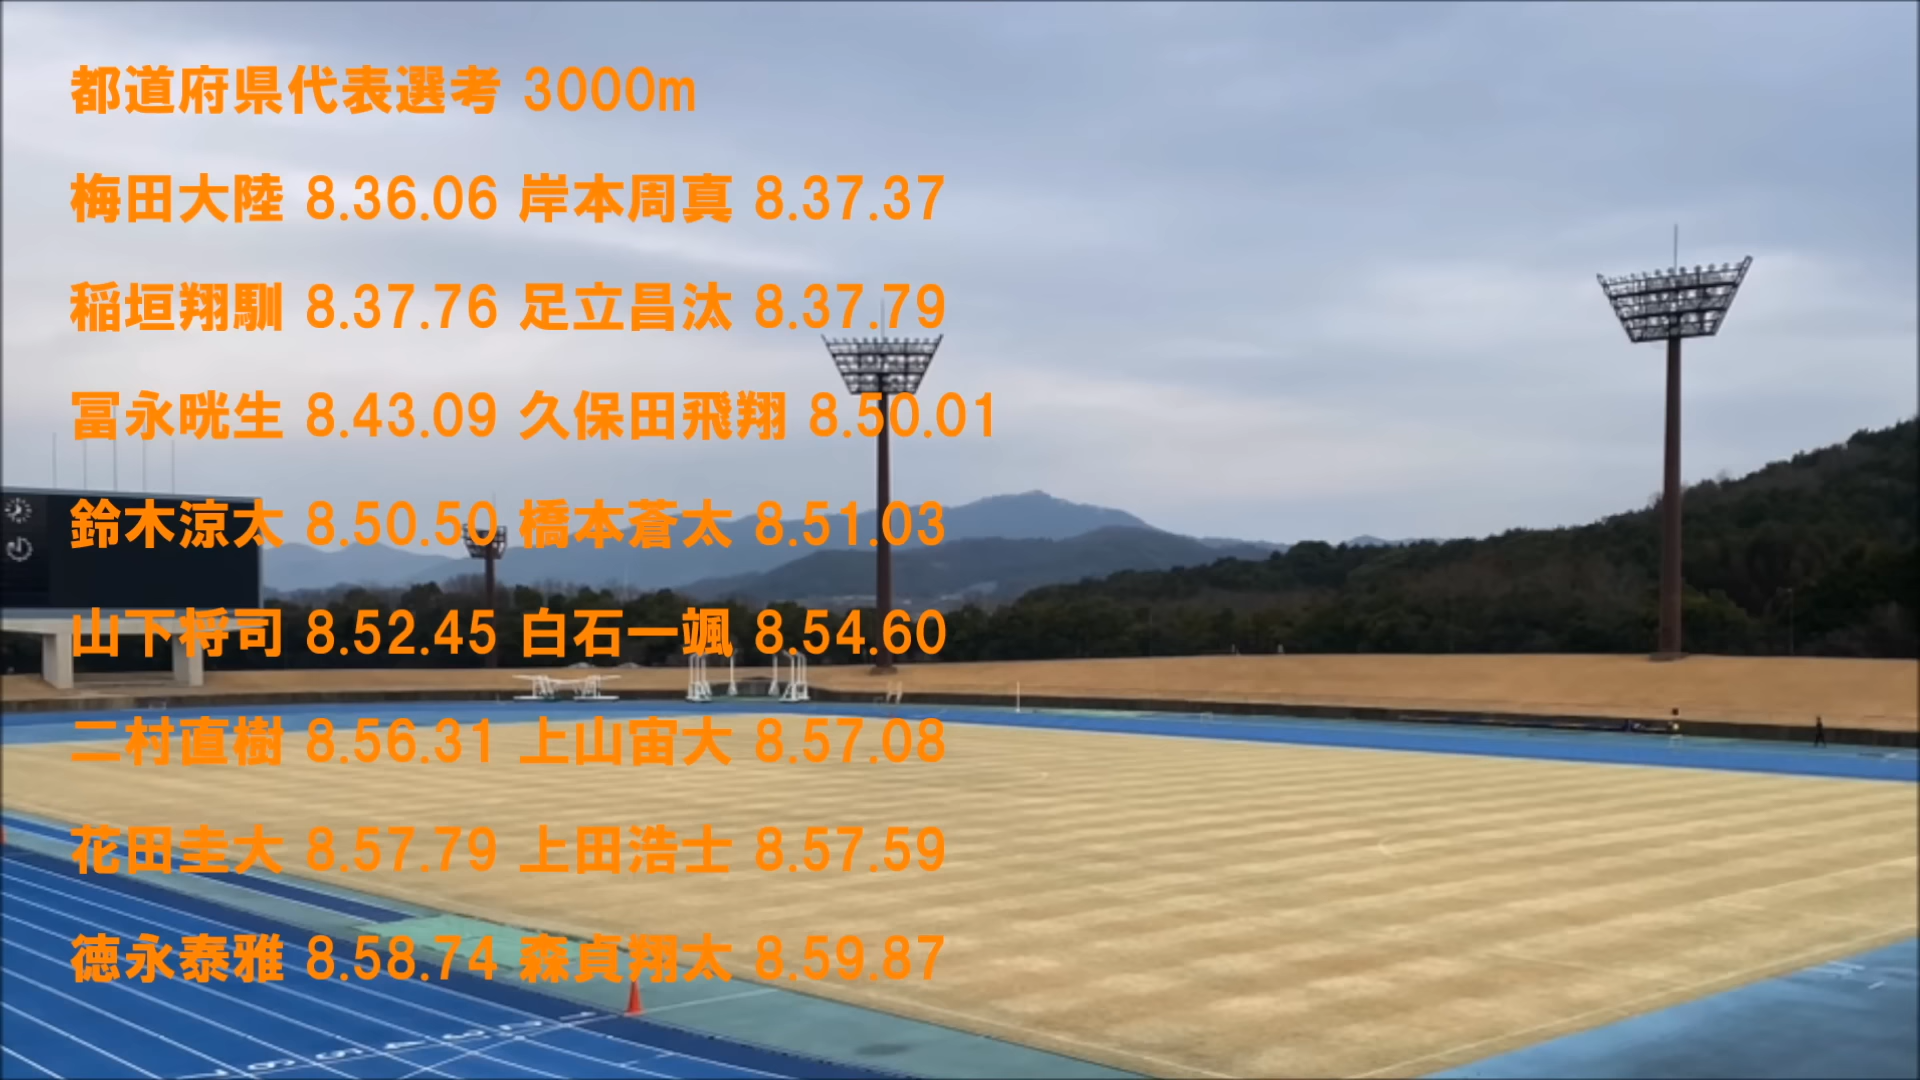 都道府県代表選考 3000m
梅田大陸 8.36.06 岸本周真 8.37.37
稲垣翔馴 8.37.76 足立昌汰 8.37.79
冨永晄生 8.43.09 久保田飛翔 8.50.01
鈴木涼太 8.50.50 橋本蒼太 8.51.03
山下将司 8.52.45 白石一颯 8.54.60
二村直樹 8.56.31 上山宙大 8.57.08
花田圭大 8.57.79 上田浩士 8.57.59
徳永泰雅 8.58.74 森貞翔太 8.59.87